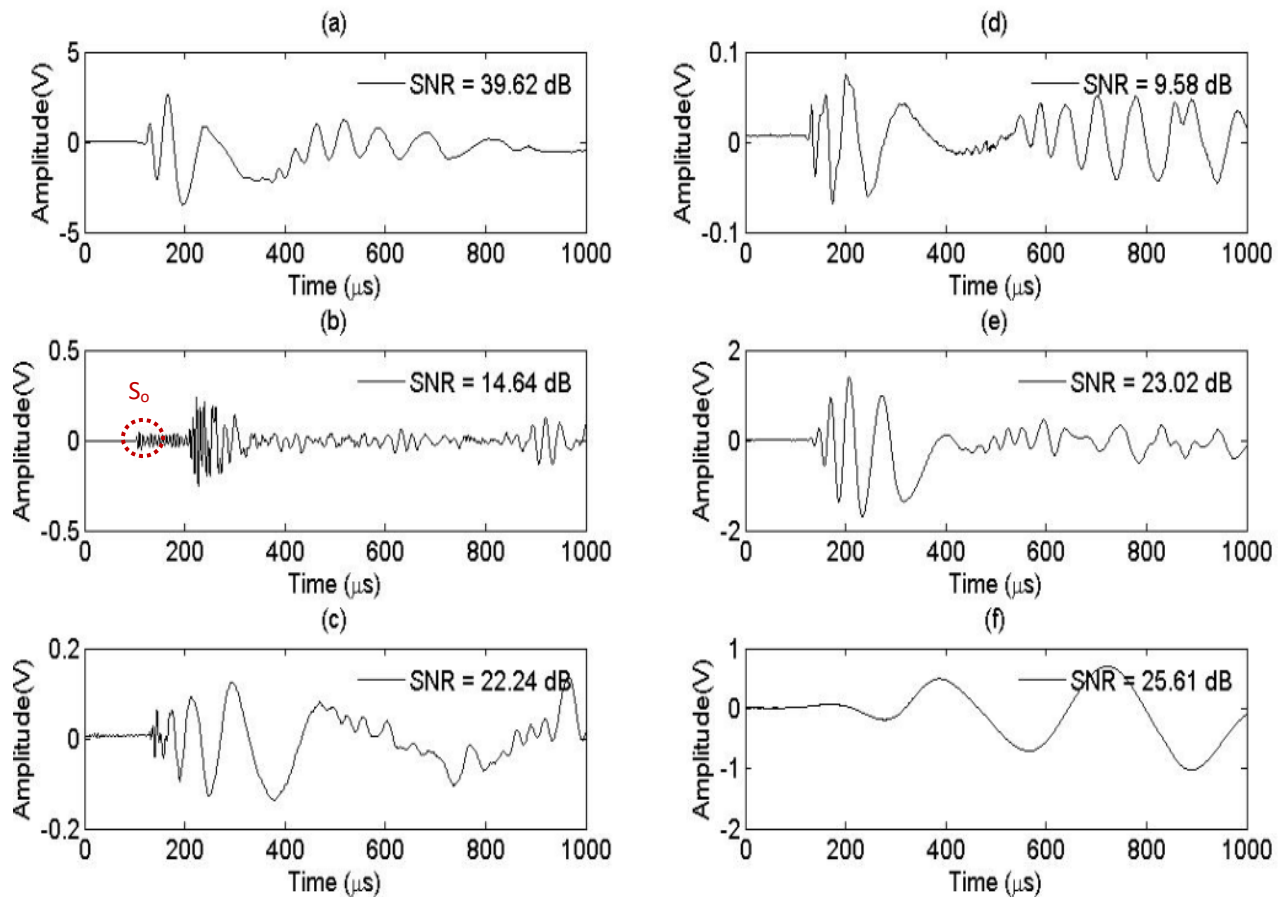 (a)
5
0
-5
Amplitude(V)
SNR = 39.62 dB
0 200 400 600 800 1000
Time (μs)
(b)
0.5
0
-0.5
Amplitude(V)
So
SNR = 14.64 dB
0 200 400 600 800 1000
Time (μs)
(c)
0.2
0
-0.2
Amplitude(V)
SNR = 22.24 dB
0 200 400 600 800 1000
Time (μs)
(d)
0.1
0
-0.1
Amplitude(V)
SNR = 9.58 dB
0 200 400 600 800 1000
Time (μs)
(e)
2
0
-2
Amplitude(V)
SNR = 23.02 dB
0 200 400 600 800 1000
Time (μs)
(f)
1
0
-1
-2
Amplitude(V)
SNR = 25.61 dB
0 200 400 600 800 1000
Time (μs)